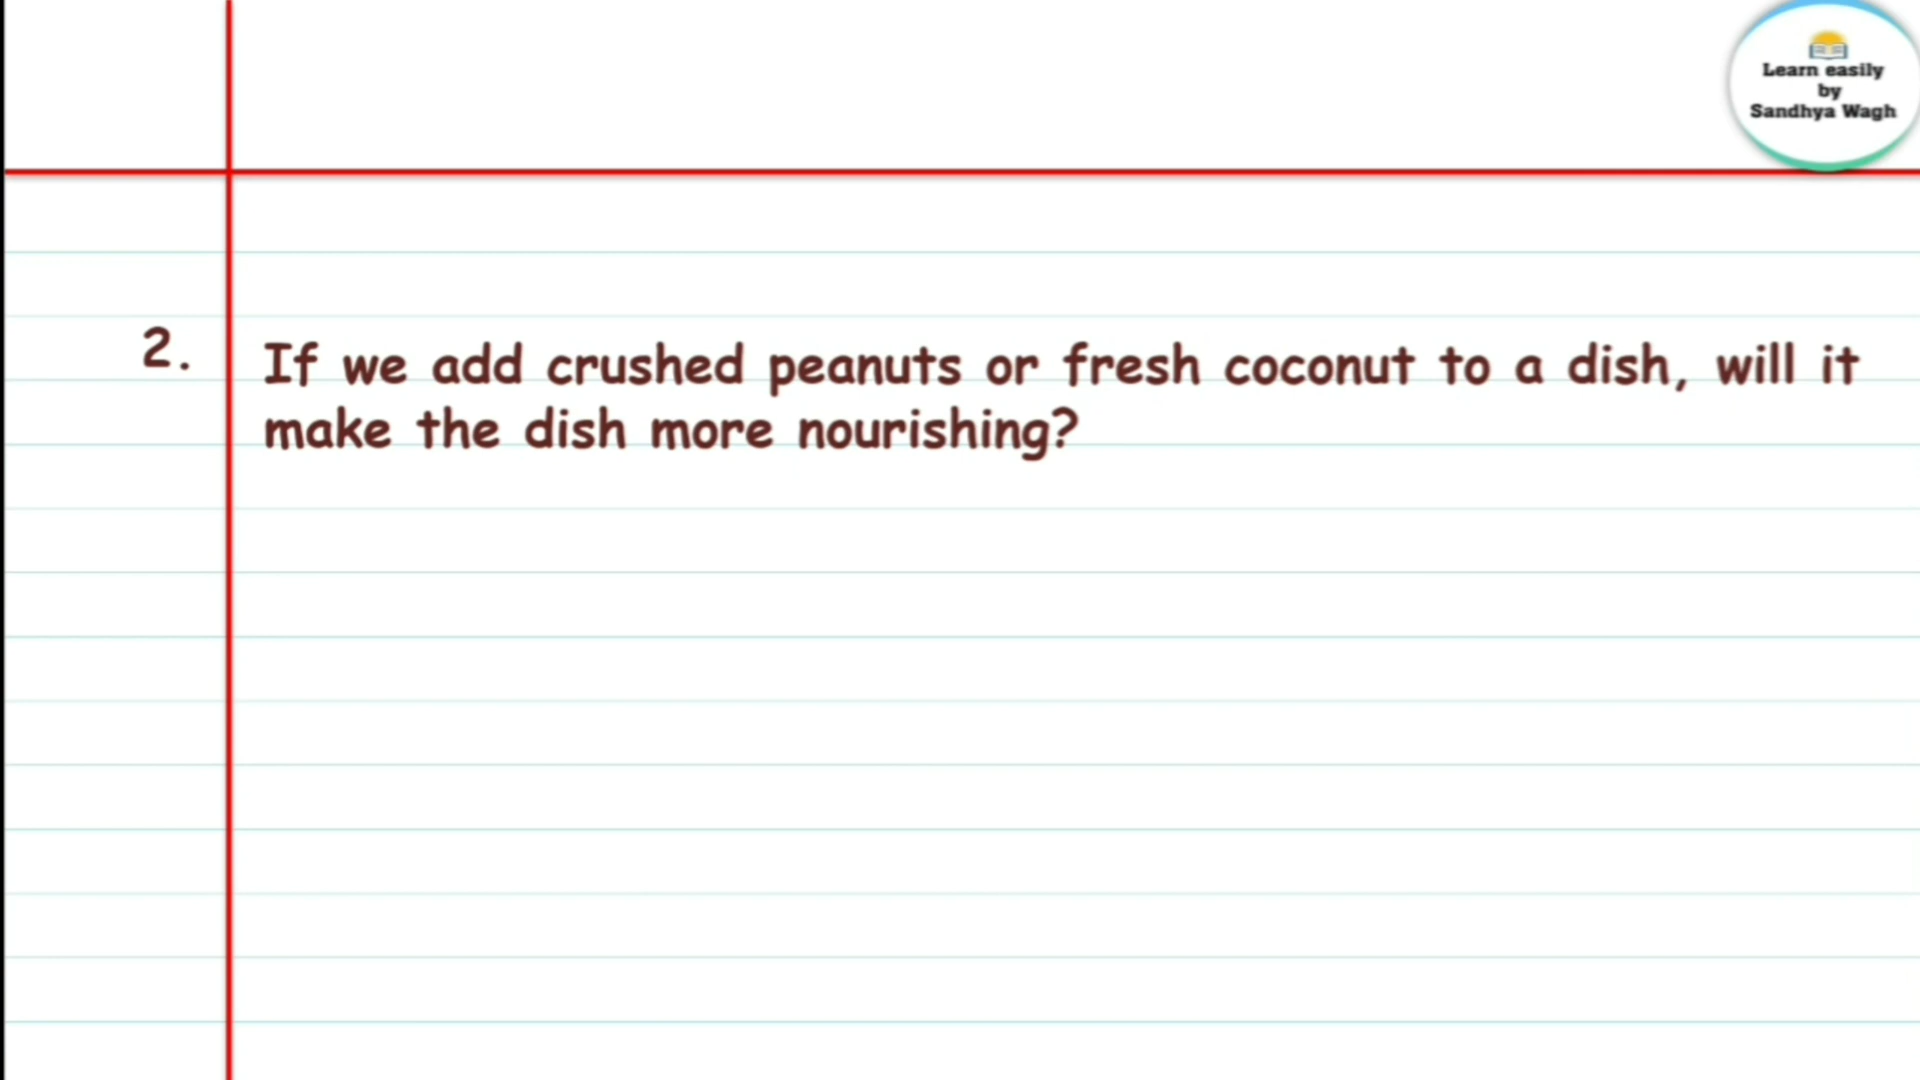 Learn easily
by
Sandhya Wagh
2. If we add crushed peanuts or fresh coconut to a dish, will it
make the dish more nourishing?